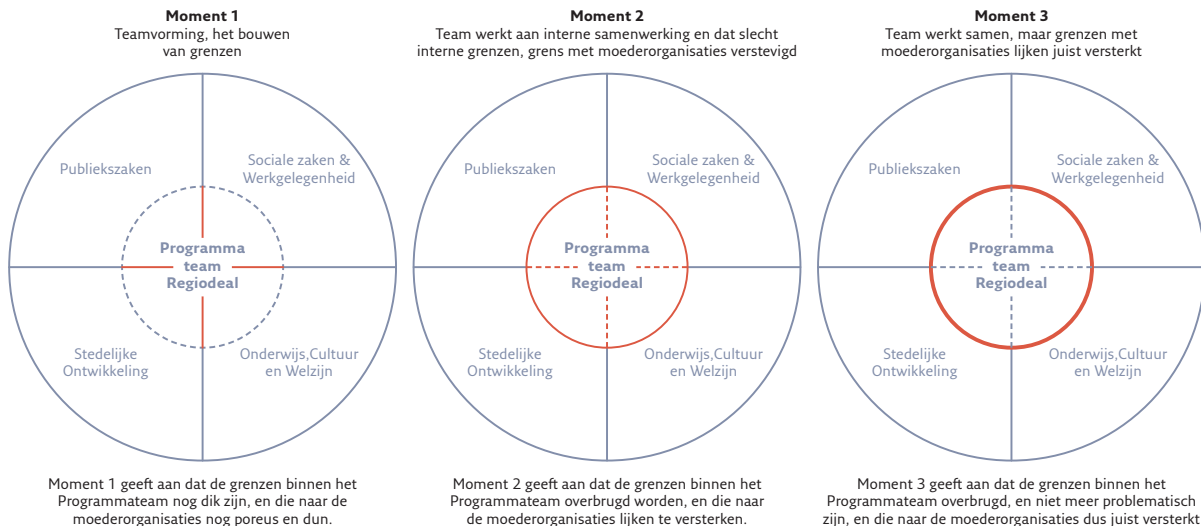 Moment 1
Teamvorming, het bouwen
van grenzen
Publiekszaken
Sociale zaken &
Werkgelegenheid
Programma
team
Regiodeal
Stedelijke
Ontwikkeling
Onderwijs,Cultuur
en Welzijn
Moment 1 geeft aan dat de grenzen binnen het
Programmateam nog dik zijn, en die naar de
moederorganisaties nog poreus en dun.
Moment 2
Team werkt aan interne samenwerking en dat slecht
interne grenzen, grens met moederorganisaties verstevigd
Publiekszaken
Sociale zaken &
Werkgelegenheid
Programma
team
Regiodeal
Stedelijke
Ontwikkeling
Onderwijs,Cultuur
en Welzijn
Moment 2 geeft aan dat de grenzen binnen het
Programmateam overbrugd worden, en die naar
de moederorganisaties lijken te versterken.
Moment 3
Team werkt samen, maar grenzen met
moederorganisaties lijken juist versterkt
Publiekszaken
Sociale zaken &
Werkgelegenheid
Programma
team
Regiodeal
Stedelijke
Ontwikkeling
Onderwijs,Cultuur
en Welzijn
Moment 3 geeft aan dat de grenzen binnen het
Programmateam overbrugd, en niet meer problematisch
zijn, en die naar de moederorganisaties dus juist versterkt